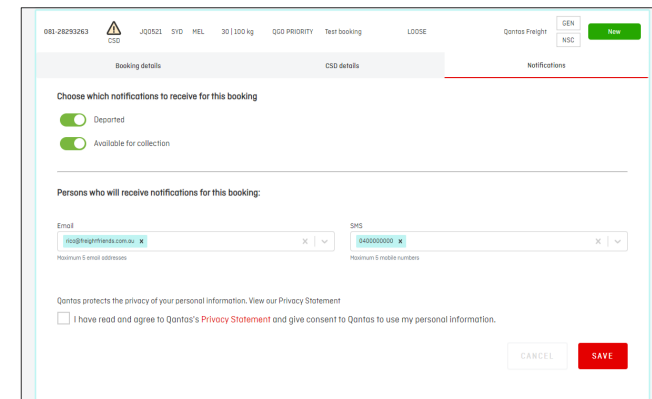 081-28293263 CSD JQ0521 SYD MEL 30 | 100 kg QGO PRIORITY Test booking LOOSE Qantas Freight GEN NSC New
Booking details CSD details Notifications
Choose which notifications to receive for this booking
Departed
Available for collection
Persons who will receive notifications for this booking:
Email SMS
rico@freightfriends.com.au x 0400000000 x
Maximum 5 email addresses Maximum 5 mobile numbers
Qantas protects the privacy of your personal information. View our Privacy Statement
I have read and agree to Qantas's Privacy Statement and give consent to Qantas to use my personal information.
CANCEL SAVE